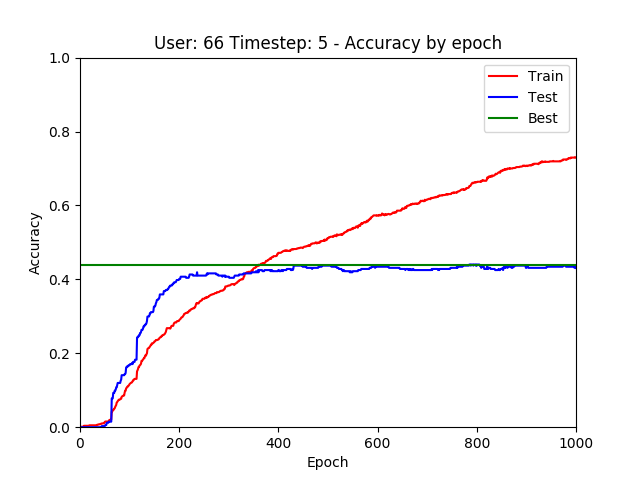 User: 66 Timestep: 5 - Accuracy by epoch
1.0
0.8
0.6
0.4
0.2
0.0
Accuracy
Train
Test
Best
0 200 400 600 800 1000
Epoch